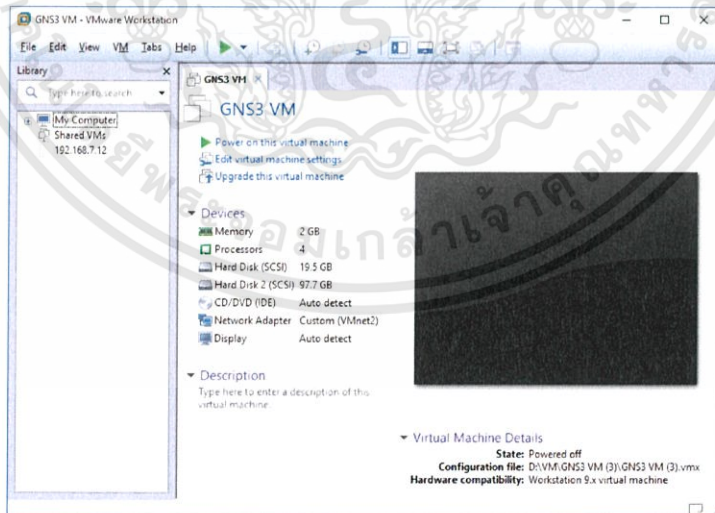 GNS3 VM - VMware Workstation
File Edit View VM Tabs Help
Library
Type here to search
My Computer
Shared VMs
192.168.7.12
GNS3 VM
GNS3 VM
Power on this virtual machine
Edit virtual machine settings
Upgrade this virtual machine
Devices
Memory 2 GB
Processors 4
Hard Disk (SCSI) 19.5 GB
Hard Disk 2 (SCSI) 97.7 GB
CD/DVD (IDE) Auto detect
Network Adapter Custom (VMnet2)
Display Auto detect
Description
Type here to enter a description of this
virtual machine.
Virtual Machine Details
State: Powered off
Configuration file: D:\VM\GNS3 VM (3)\GNS3 VM (3).vmx
Hardware compatibility: Workstation 9.x virtual machine